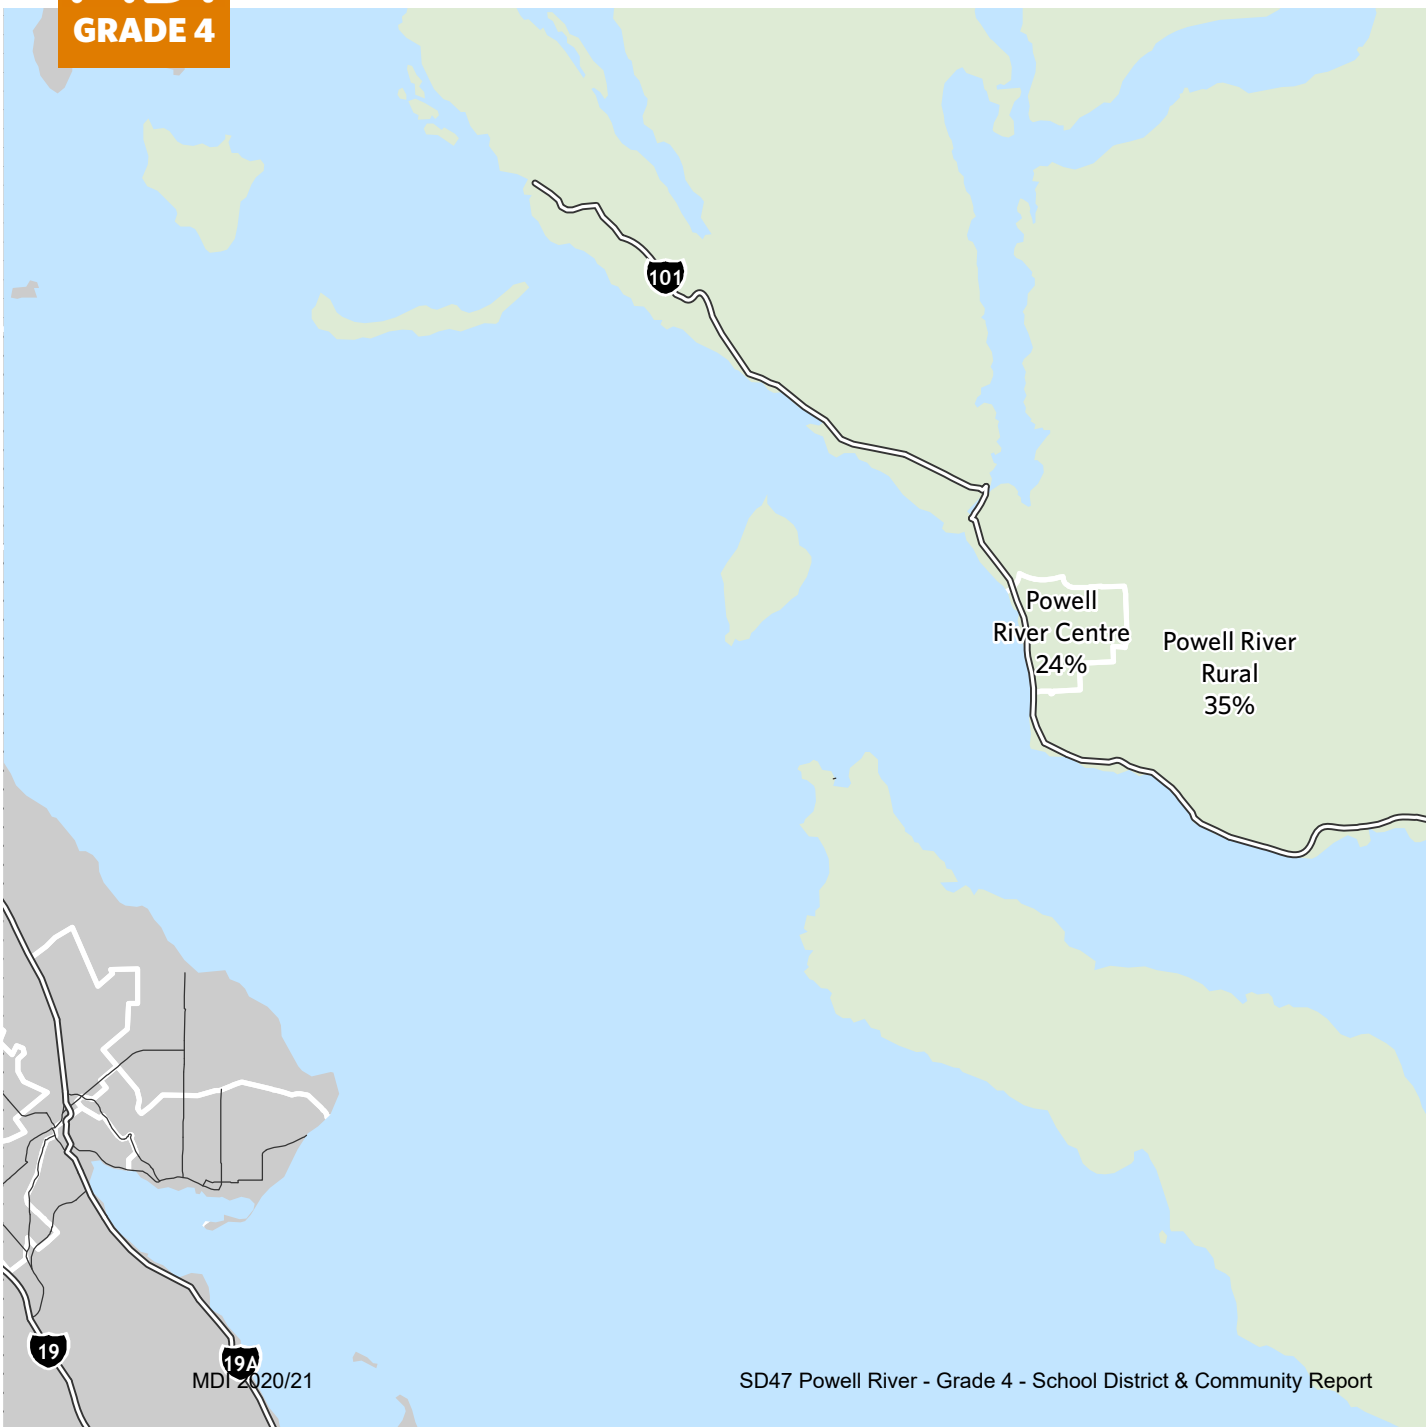 GRADE 4
101
Powell
River Centre
24%
Powell River
Rural
35%
19
19A
MDI 2020/21
SD47 Powell River - Grade 4 - School District & Community Report